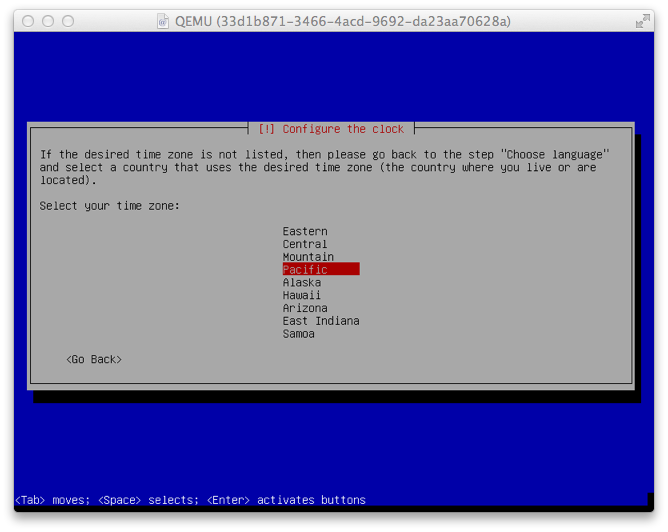 QEMU (33d1b871-3466-4acd-9692-da23aa70628a)
[!] Configure the clock
If the desired time zone is not listed, then please go back to the step "Choose language"
and select a country that uses the desired time zone (the country where you live or are
located).
Select your time zone:
Eastern
Central
Mountain
Pacific
Alaska
Hawaii
Arizona
East Indiana
Samoa
<Go Back>
<Tab> moves; <Space> selects; <Enter> activates buttons